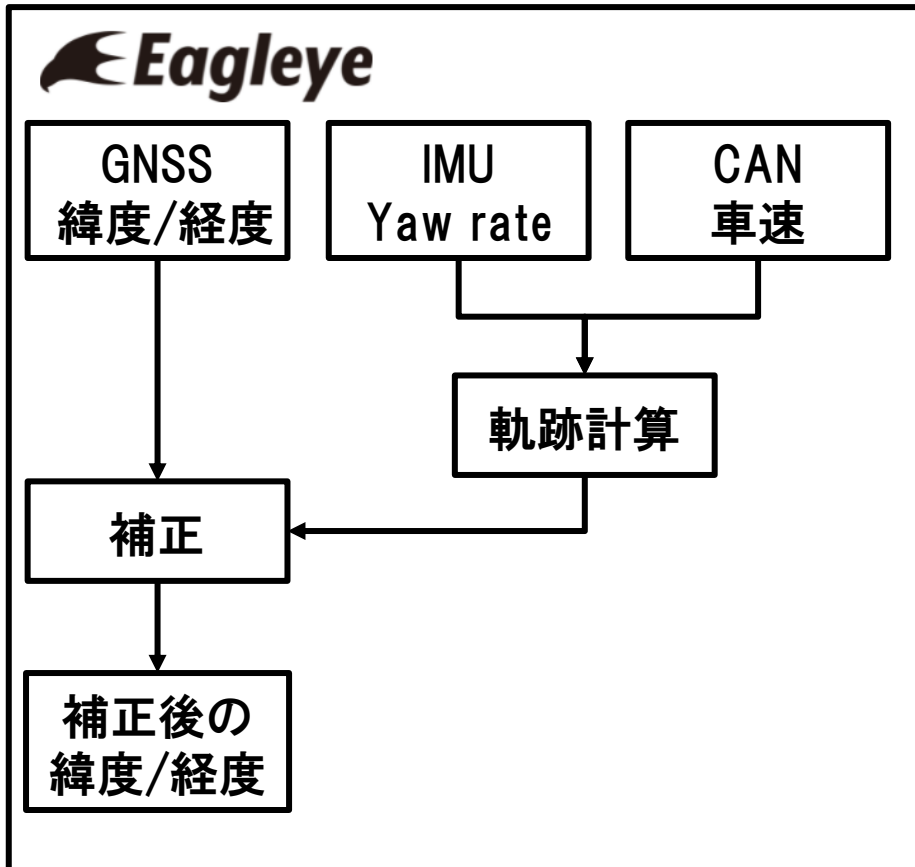 Eagleye
GNSS
緯度/経度
IMU
Yaw rate
CAN
車速
軌跡計算
補正
補正後の
緯度/経度